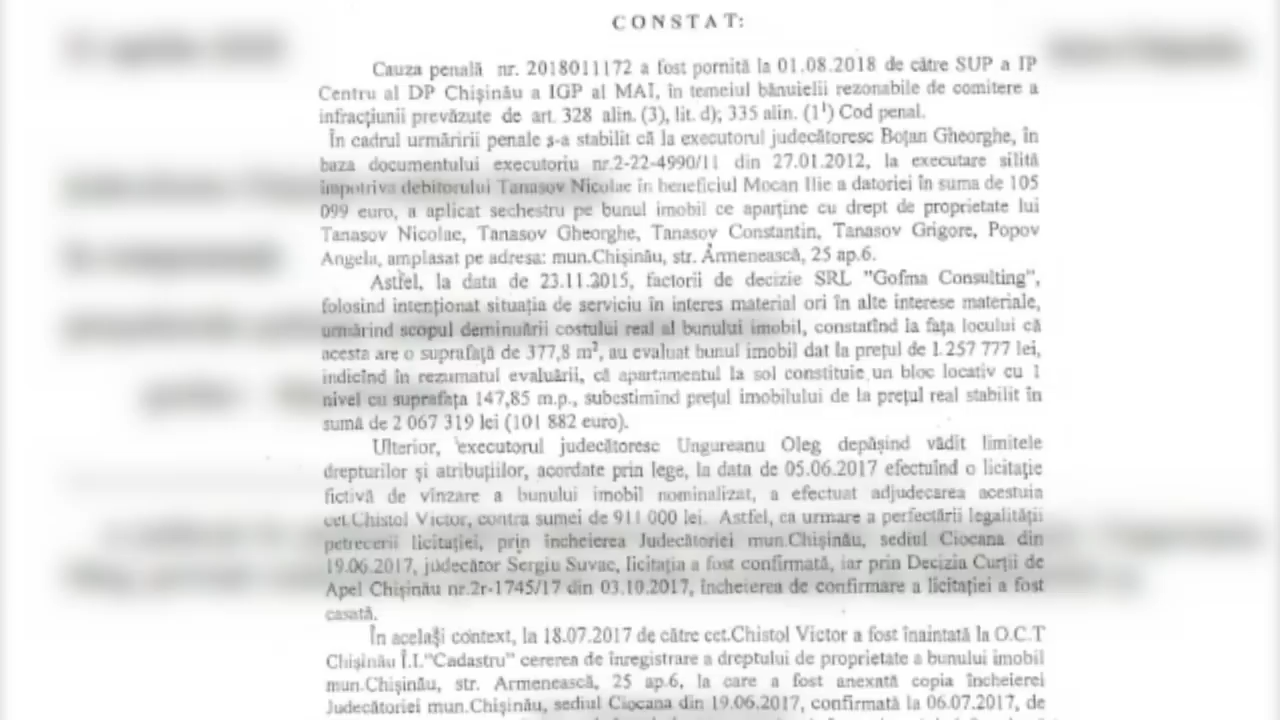 CONSTAT:
Cauza penală nr. 2018011172 a fost pornită la 01.08.2018 de către SUP a IP
Centru al DP Chișinău a IGP al MAI, în temeiul bănuielii rezonabile de comitere a
infracțiunii prevăzute de art. 328 alin. (3), lit. d); 335 alin. (1¹) Cod penal.
În cadrul urmăririi penale s-a stabilit că la executorul judecătoresc Boțan Gheorghe, în
baza documentului executoriu nr.2-22-4990/11 din 27.01.2012, la executare silită
împotriva debitorului Tanasov Nicolae în beneficiul Mocan Ilie a datoriei în suma de 105
099 euro, a aplicat sechestru pe bunul imobil ce aparține cu drept de proprietate lui
Tanasov Nicolae, Tanasov Gheorghe, Tanasov Constantin, Tanasov Grigore, Popov
Angela, amplasat pe adresa: mun.Chișinău, str. Armenească, 25 ap.6.
Astfel, la data de 23.11.2015, factorii de decizie SRL "Gofma Consulting",
folosind intenționat situația de serviciu în interes material ori în alte interese materiale,
urmărind scopul deminuării costului real al bunului imobil, constatînd la fața locului că
acesta are o suprafață de 377,8 m², au evaluat bunul imobil dat la prețul de 1 257 777 lei,
indicînd în rezumatul evaluării, că apartamentul la sol constituie un bloc locativ cu 1
nivel cu suprafața 147,85 m.p., subestimind prețul imobilului de la prețul real stabilit în
sumă de 2 067 319 lei (101 882 euro).
Ulterior, executorul judecătoresc Ungureanu Oleg depășind vădit limitele
drepturilor și atribuțiilor, acordate prin lege, la data de 05.06.2017 efectuînd o licitație
fictivă de vînzare a bunului imobil nominalizat, a efectuat adjudecarea acestuia
cet.Chistol Victor, contra sumei de 911 000 lei. Astfel, ca urmare a perfectării legalității
petrecerii licitației, prin încheierea Judecătoriei mun.Chișinău, sediul Ciocana din
19.06.2017, judecător Sergiu Suvac, licitația a fost confirmată, iar prin Decizia Curții de
Apel Chișinău nr.2r-1745/17 din 03.10.2017, încheierea de confirmare a licitației a fost
casată.
În același context, la 18.07.2017 de către cet.Chistol Victor a fost înaintată la O.C.T
Chișinău Î.I."Cadastru" cererea de înregistrare a dreptului de proprietate a bunului imobil
mun.Chișinău, str. Armenească, 25 ap.6, la care a fost anexată copia încheierei
Judecătoriei mun.Chișinău, sediul Ciocana din 19.06.2017, confirmată la 06.07.2017, de